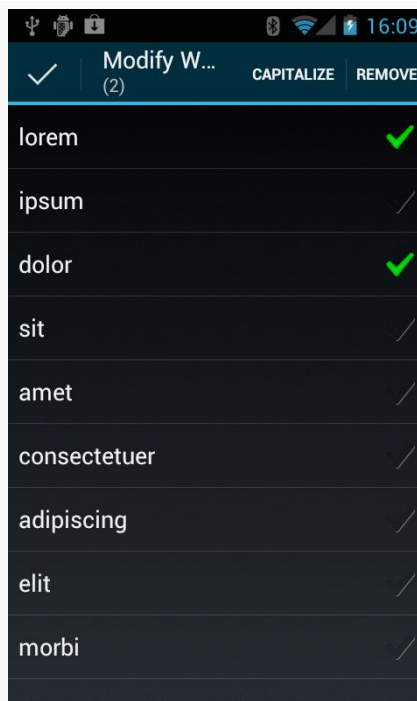 16:09
Modify W...
(2)
CAPITALIZE
REMOVE
lorem
ipsum
dolor
sit
amet
consectetuer
adipiscing
elit
morbi